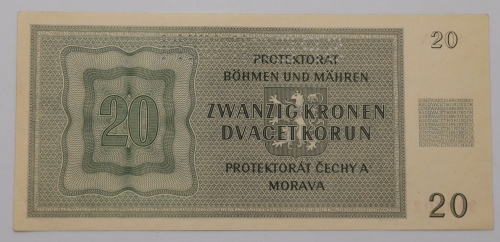 20
PROTEKTORAT
BÖHMEN UND MÄHREN
20
ZWANZIG KRONEN
DVACET KORUN
PROTEKTORÁT ČECHY A
MORAVA
20